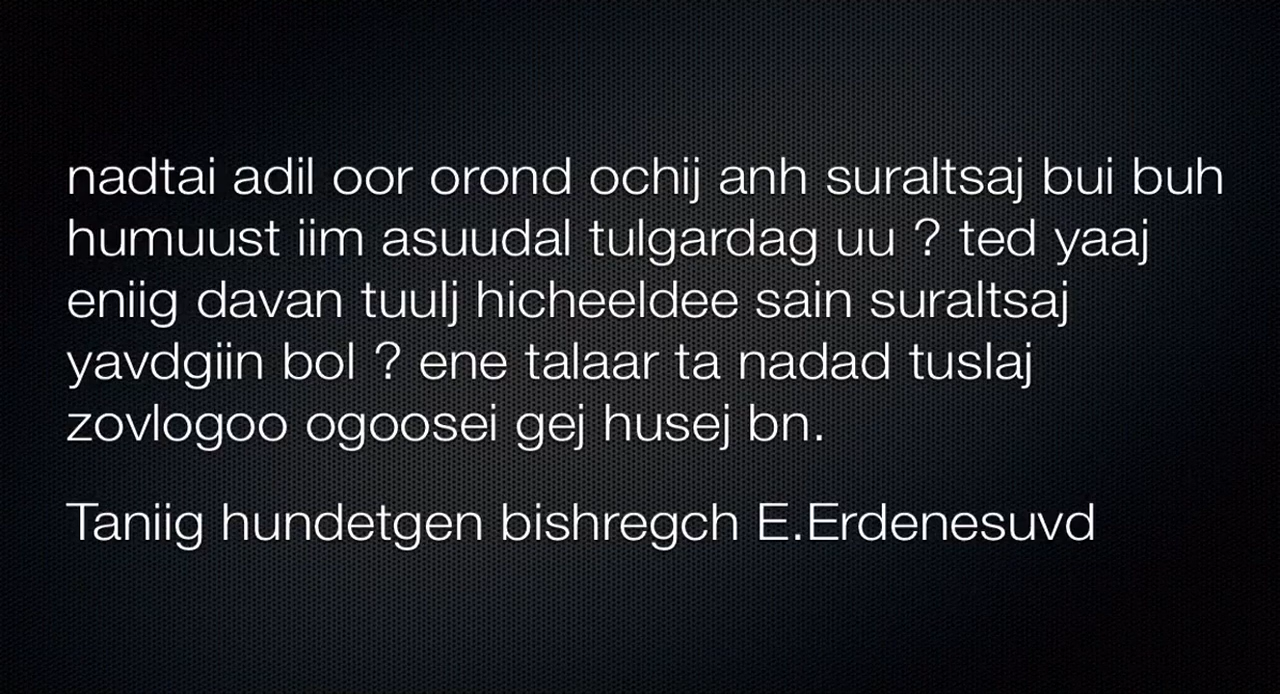 nadtai adil oor orond ochij anh suraltsaj bui buh
humuust iim asuudal tulgardag uu ? ted yaaj
eniig davan tuulj hicheeldee sain suraltsaj
yavdgiin bol ? ene talaar ta nadad tuslaj
zovlogoo ogoosei gej husej bn.
Taniig hundetgen bishregch E.Erdenesuvd